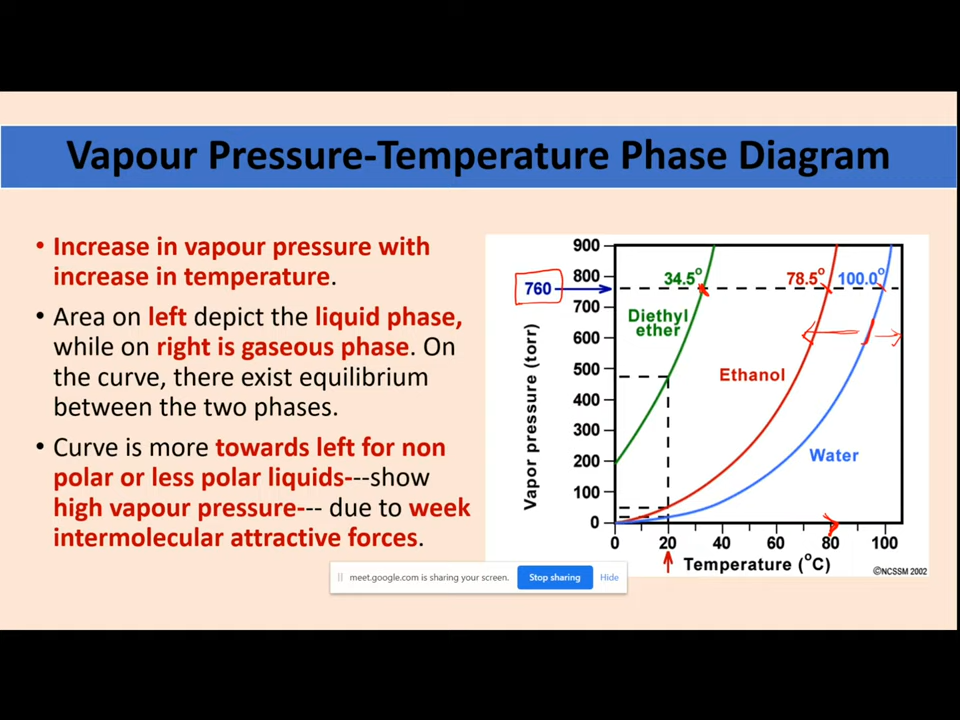 Vapour Pressure-Temperature Phase Diagram
• Increase in vapour pressure with
increase in temperature.
• Area on left depict the liquid phase,
while on right is gaseous phase. On
the curve, there exist equilibrium
between the two phases.
• Curve is more towards left for non
polar or less polar liquids---show
high vapour pressure--- due to week
intermolecular attractive forces.
Vapor pressure (torr)
900
800
760
700
600
500
400
300
200
100
0
34.5°
78.5°
100.0°
Diethyl
ether
Ethanol
Water
0 20 40 60 80 100
Temperature (°C)
©NCSSM 2002
meet.google.com is sharing your screen. Stop sharing Hide